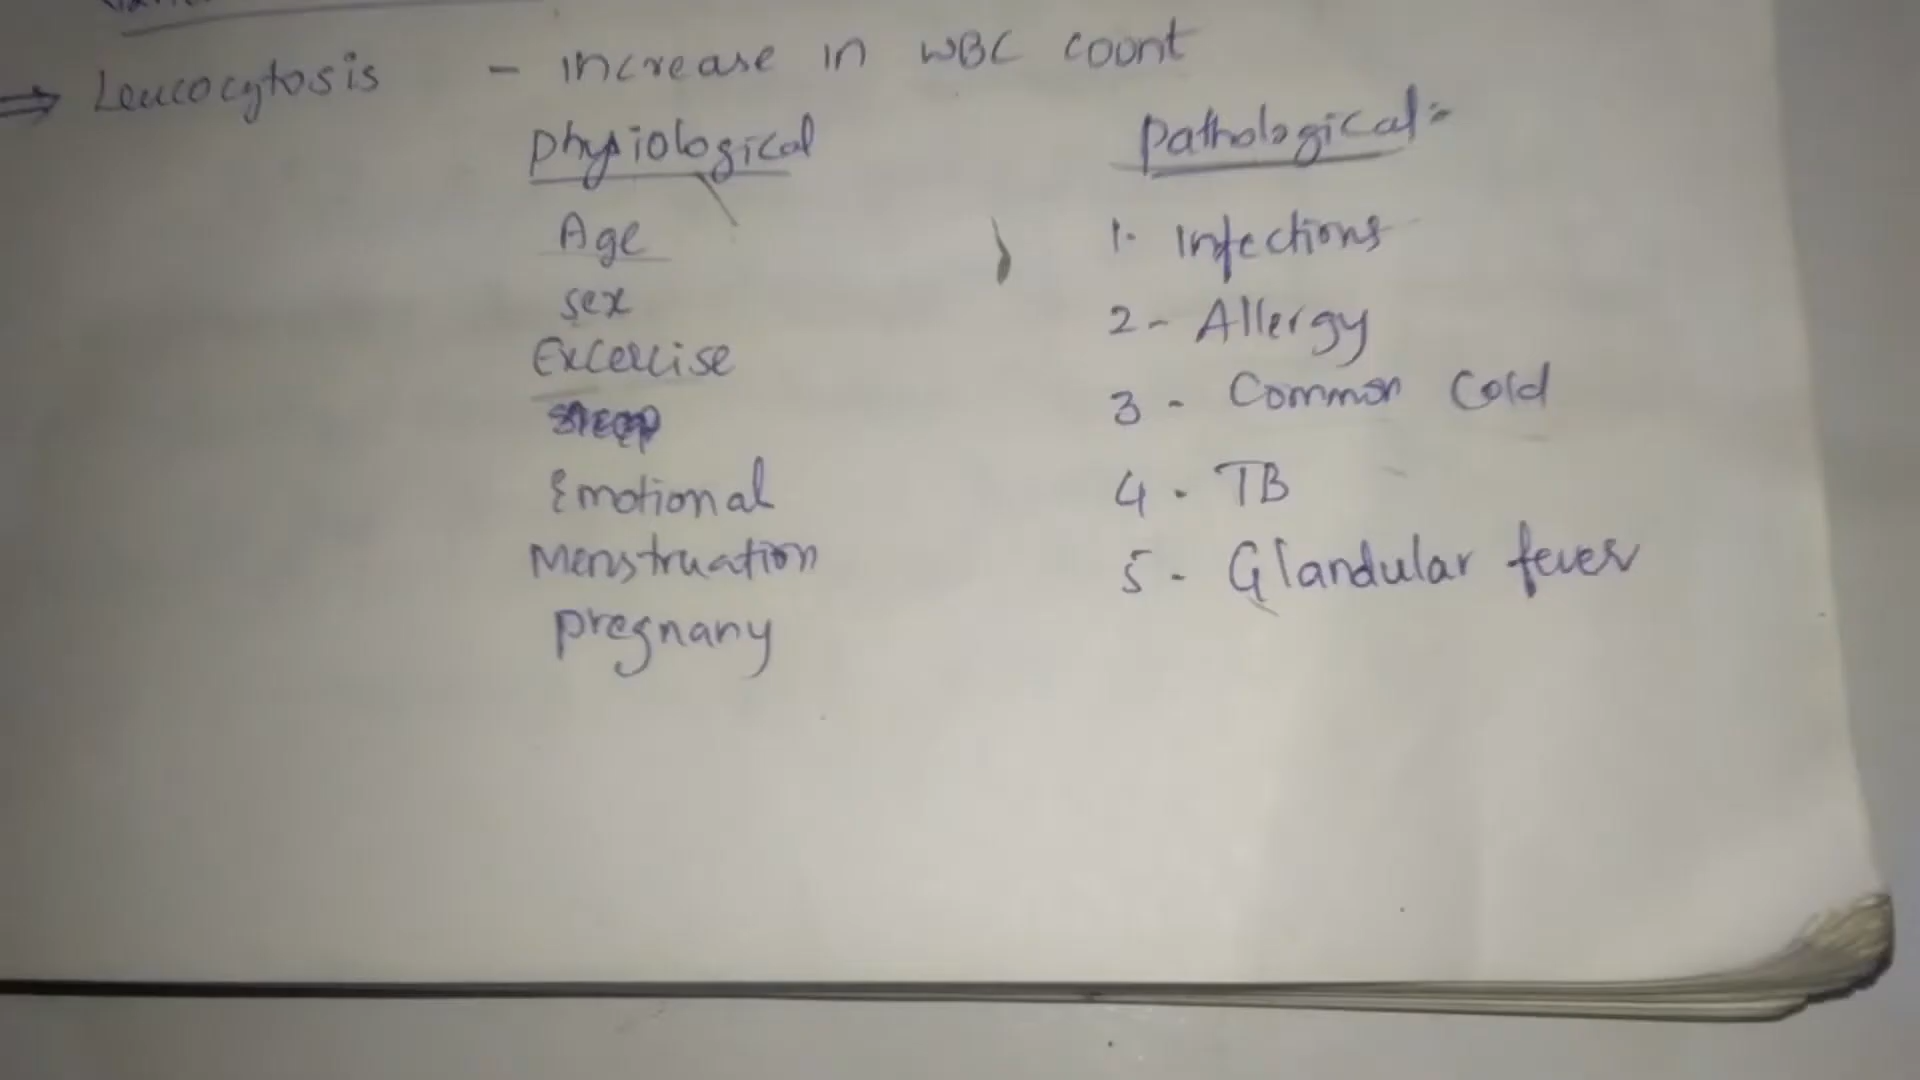 ⇒ Leucocytosis - increase in WBC count
physiological
Pathological:-
Age
sex
Excercise
Emotional
Menstruation
pregnany
1. Infections
2- Allergy
3- Common Cold
4- TB
5- Glandular fever